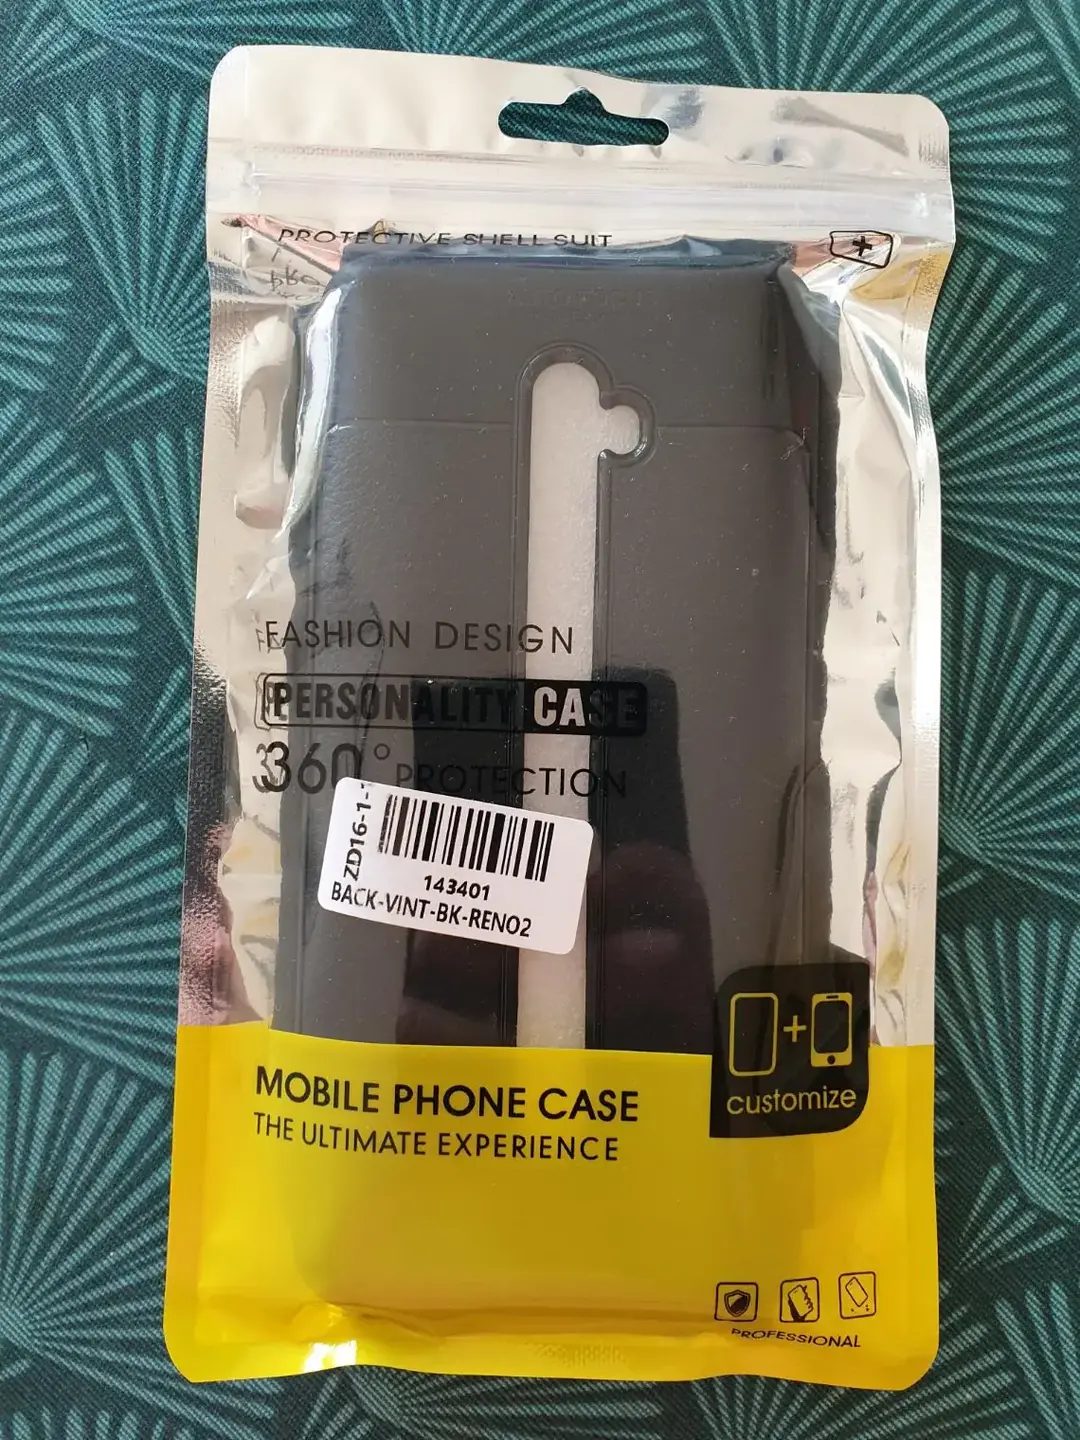 PROTECTIVE SHELL SUIT
FASHION DESIGN
PERSONALITY CASE
360° PROTECTION
ZD16-1-
143401
BACK-VINT-BK-RENO2
customize
MOBILE PHONE CASE
THE ULTIMATE EXPERIENCE
PROFESSIONAL